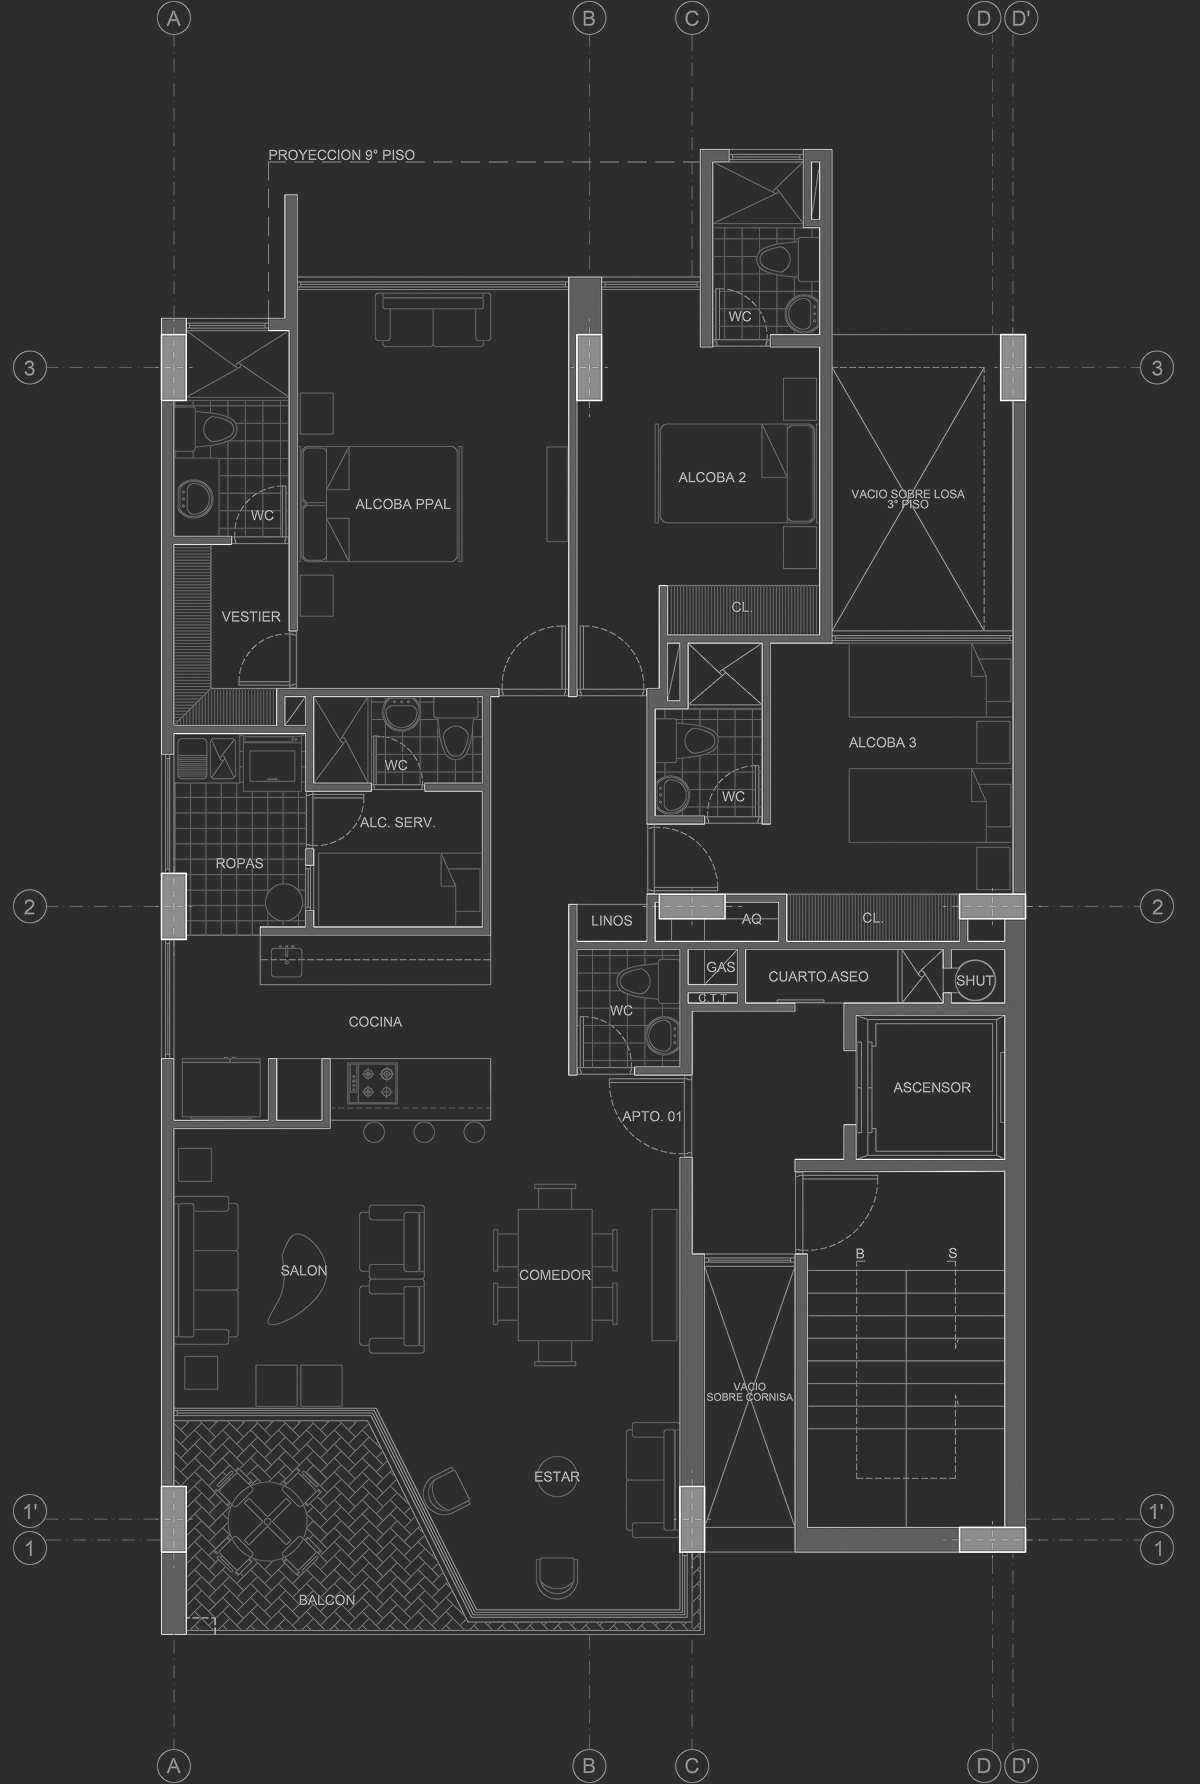 A
B
C
D
D'
PROYECCION 9° PISO
WC
3
3
ALCOBA 2
ALCOBA PPAL
VACIO SOBRE LOSA
3° PISO
WC
CL.
VESTIER
ALCOBA 3
WC
WC
ALC. SERV.
ROPAS
2
LINOS
AQ
CL.
2
GAS
CUARTO.ASEO
SHUT
C.T.T
WC
COCINA
ASCENSOR
APTO. 01
B
S
SALON
COMEDOR
VACIO
SOBRE CORNISA
ESTAR
1'
1'
1
1
BALCON
A
B
C
D
D'